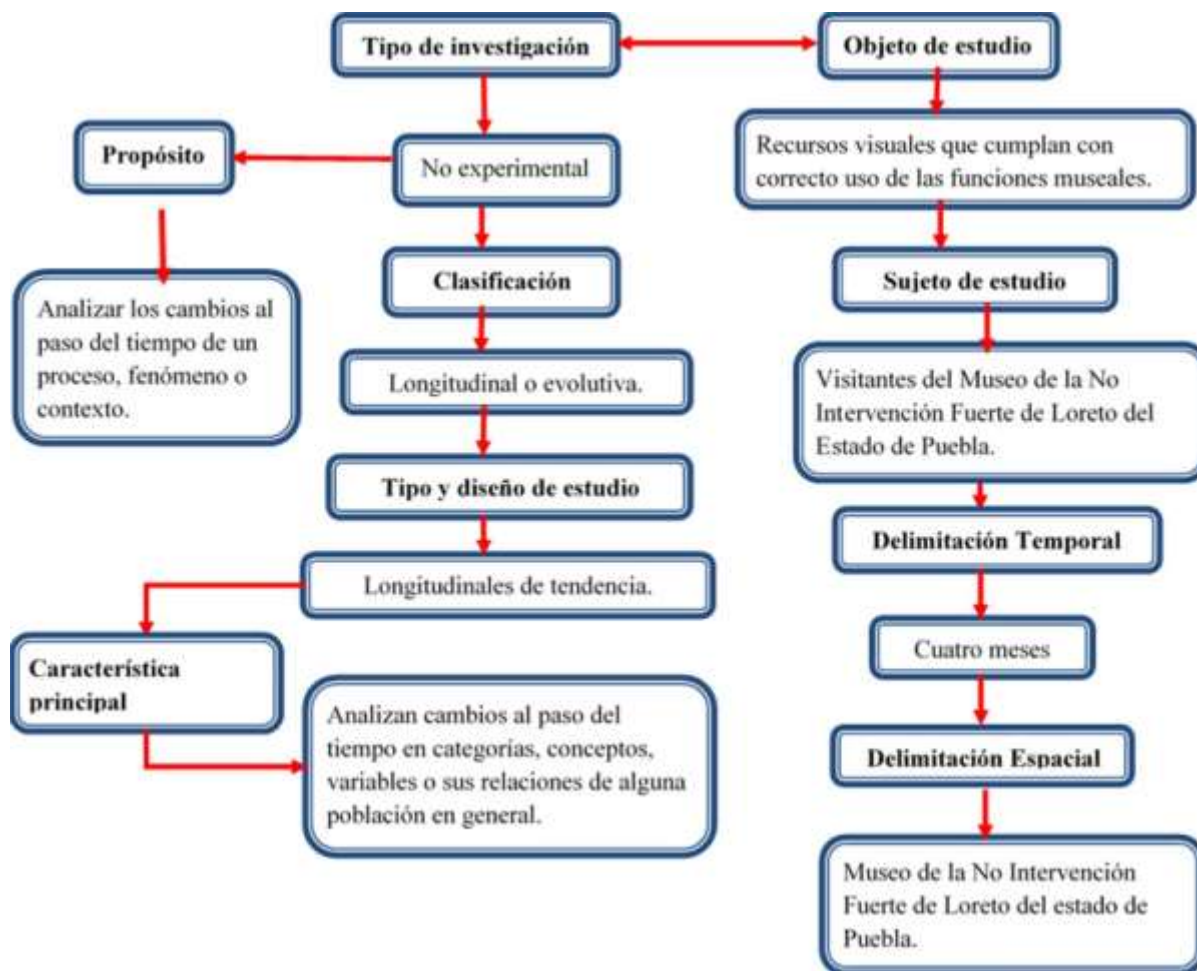 Tipo de investigación
Objeto de estudio
Propósito
No experimental
Recursos visuales que cumplan con
correcto uso de las funciones museales.
Clasificación
Sujeto de estudio
Analizar los cambios al
paso del tiempo de un
proceso, fenómeno o
contexto.
Longitudinal o evolutiva.
Visitantes del Museo de la No
Intervención Fuerte de Loreto del
Estado de Puebla.
Tipo y diseño de estudio
Delimitación Temporal
Longitudinales de tendencia.
Cuatro meses
Característica
principal
Analizan cambios al paso del
tiempo en categorías, conceptos,
variables o sus relaciones de alguna
población en general.
Delimitación Espacial
Museo de la No Intervención
Fuerte de Loreto del estado de
Puebla.